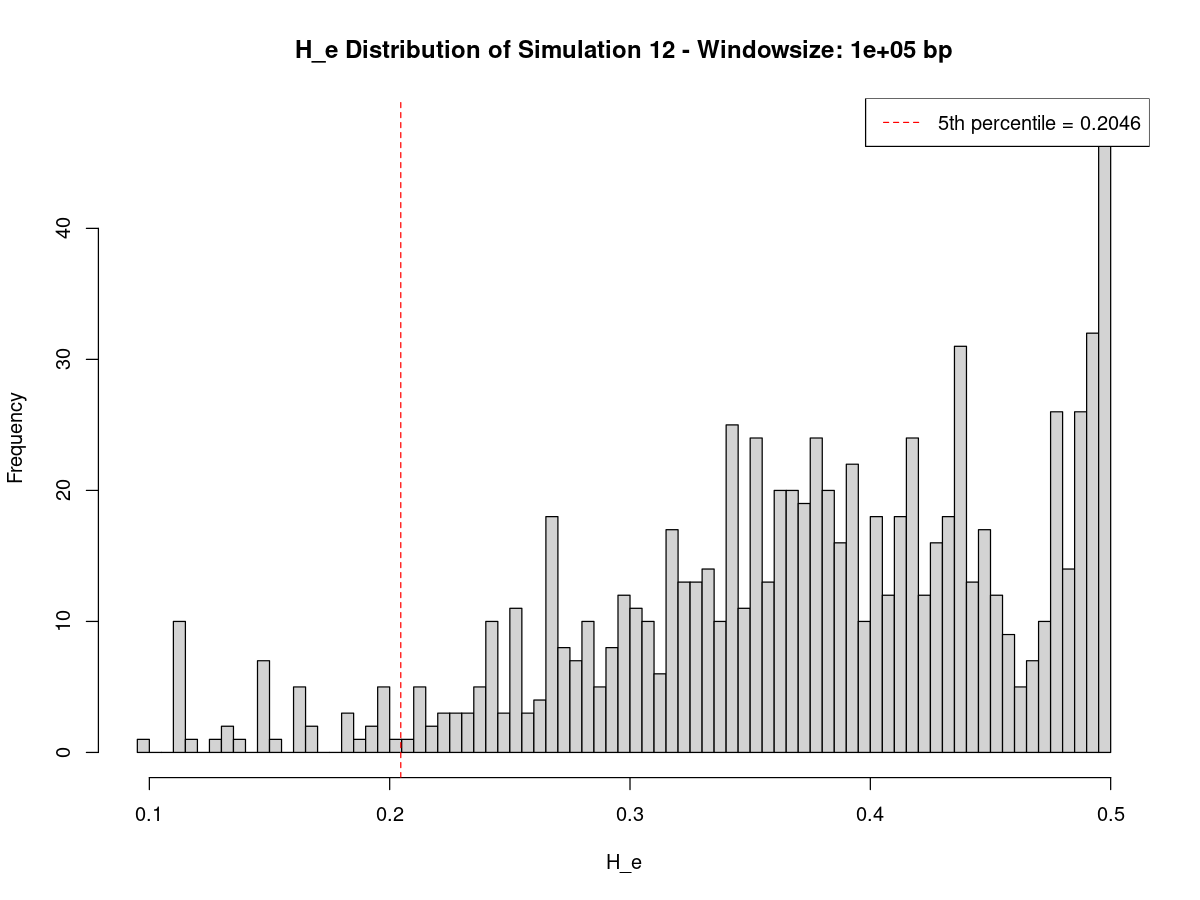 H_e Distribution of Simulation 12 - Windowsize: 1e+05 bp
5th percentile = 0.2046
Frequency
40
30
20
10
0
0.1 0.2 0.3 0.4 0.5
H_e